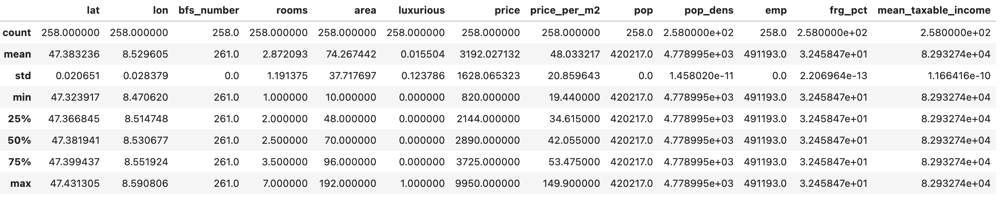 lat lon bfs_number rooms area luxurious price price_per_m2 pop pop_dens emp frg_pct mean_taxable_income
count 258.000000 258.000000 258.0 258.000000 258.000000 258.000000 258.000000 258.000000 258.0 2.580000e+02 258.0 2.580000e+02 2.580000e+02
mean 47.383236 8.529605 261.0 2.872093 74.267442 0.015504 3192.027132 48.033217 420217.0 4.778995e+03 491193.0 3.245847e+01 8.293274e+04
std 0.020651 0.028379 0.0 1.191375 37.717697 0.123786 1628.065323 20.859643 0.0 1.458020e-11 0.0 2.206964e-13 1.166416e-10
min 47.323917 8.470620 261.0 1.000000 10.000000 0.000000 820.000000 19.440000 420217.0 4.778995e+03 491193.0 3.245847e+01 8.293274e+04
25% 47.366845 8.514748 261.0 2.000000 48.000000 0.000000 2144.000000 34.615000 420217.0 4.778995e+03 491193.0 3.245847e+01 8.293274e+04
50% 47.381941 8.530677 261.0 2.500000 70.000000 0.000000 2890.000000 42.055000 420217.0 4.778995e+03 491193.0 3.245847e+01 8.293274e+04
75% 47.399437 8.551924 261.0 3.500000 96.000000 0.000000 3725.000000 53.475000 420217.0 4.778995e+03 491193.0 3.245847e+01 8.293274e+04
max 47.431305 8.590806 261.0 7.000000 192.000000 1.000000 9950.000000 149.900000 420217.0 4.778995e+03 491193.0 3.245847e+01 8.293274e+04